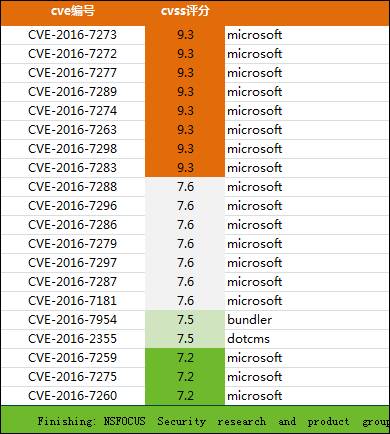 cve编号 cvss评分
CVE-2016-7273 9.3 microsoft
CVE-2016-7272 9.3 microsoft
CVE-2016-7277 9.3 microsoft
CVE-2016-7289 9.3 microsoft
CVE-2016-7274 9.3 microsoft
CVE-2016-7263 9.3 microsoft
CVE-2016-7298 9.3 microsoft
CVE-2016-7283 9.3 microsoft
CVE-2016-7288 7.6 microsoft
CVE-2016-7296 7.6 microsoft
CVE-2016-7286 7.6 microsoft
CVE-2016-7279 7.6 microsoft
CVE-2016-7297 7.6 microsoft
CVE-2016-7287 7.6 microsoft
CVE-2016-7181 7.6 microsoft
CVE-2016-7954 7.5 bundler
CVE-2016-2355 7.5 dotcms
CVE-2016-7259 7.2 microsoft
CVE-2016-7275 7.2 microsoft
CVE-2016-7260 7.2 microsoft
Finishing: NSFOCUS Security research and product group